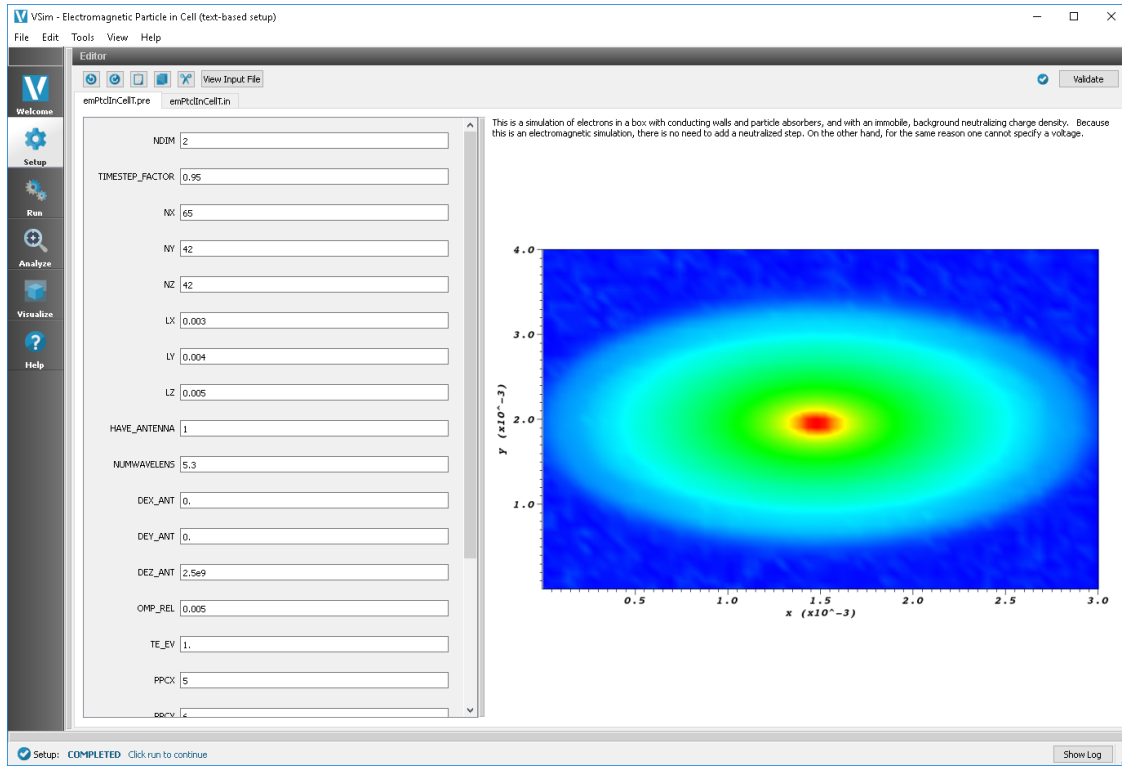 VSim - Electromagnetic Particle in Cell (text-based setup)
File Edit Tools View Help
Editor
View Input File
Validate
emPtclInCellT.pre emPtclInCellT.in
Welcome
Setup
Run
Analyze
Visualize
Help
NDIM 2
TIMESTEP_FACTOR 0.95
NX 65
NY 42
NZ 42
LX 0.003
LY 0.004
LZ 0.005
HAVE_ANTENNA 1
NUMWAVELENS 5.3
DEX_ANT 0.
DEY_ANT 0.
DEZ_ANT 2.5e9
OMP_REL 0.005
TE_EV 1.
PPCX 5
This is a simulation of electrons in a box with conducting walls and particle absorbers, and with an immobile, background neutralizing charge density. Because
this is an electromagnetic simulation, there is no need to add a neutralized step. On the other hand, for the same reason one cannot specify a voltage.
4.0
3.0
2.0
1.0
y (x10^-3)
0.5 1.0 1.5 2.0 2.5 3.0
x (x10^-3)
Setup: COMPLETED Click run to continue
Show Log